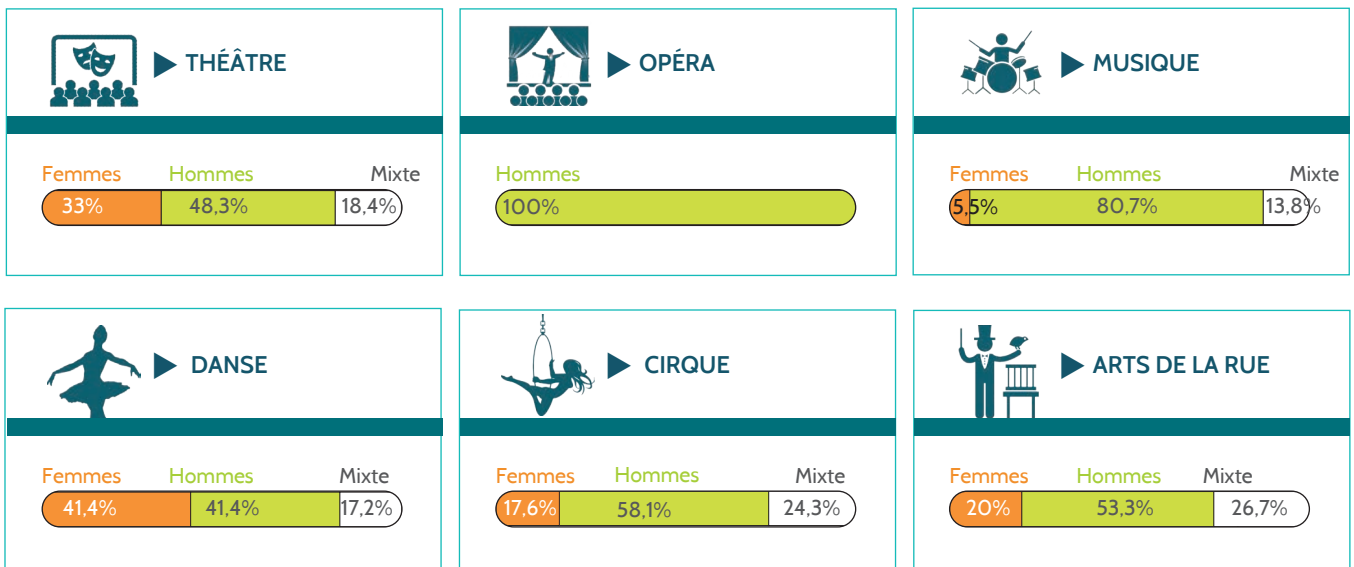 THÉÂTRE
Femmes Hommes Mixte
33% 48,3% 18,4%
OPÉRA
Hommes
100%
MUSIQUE
Femmes Hommes Mixte
5,5% 80,7% 13,8%
DANSE
Femmes Hommes Mixte
41,4% 41,4% 17,2%
CIRQUE
Femmes Hommes Mixte
17,6% 58,1% 24,3%
ARTS DE LA RUE
Femmes Hommes Mixte
20% 53,3% 26,7%